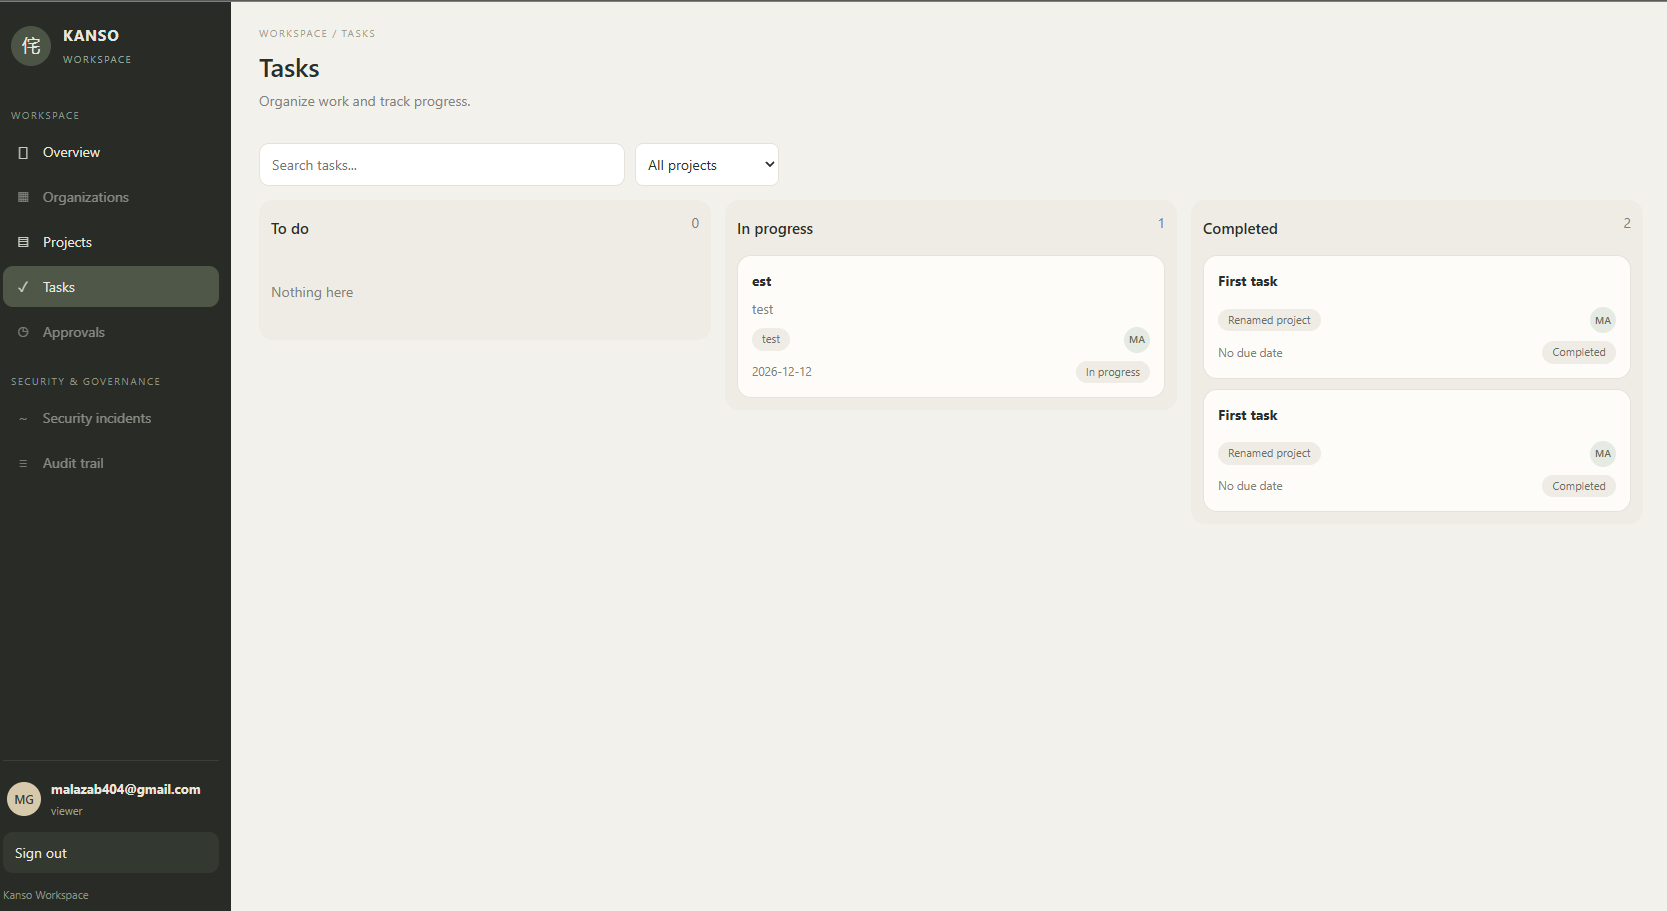 侘
KANSO
WORKSPACE
WORKSPACE
Overview
Organizations
Projects
Tasks
Approvals
SECURITY & GOVERNANCE
Security incidents
Audit trail
MG
malazab404@gmail.com
viewer
Sign out
Kanso Workspace
WORKSPACE / TASKS
Tasks
Organize work and track progress.
Search tasks...
All projects
To do 0
Nothing here
In progress 1
est
test
test MA
2026-12-12 In progress
Completed 2
First task
Renamed project MA
No due date Completed
First task
Renamed project MA
No due date Completed